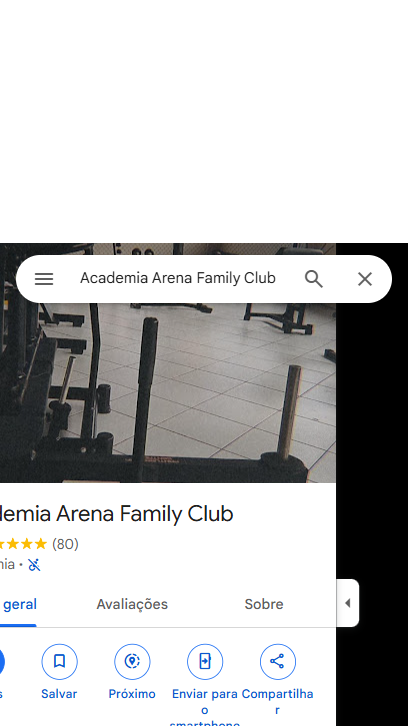 Academia Arena Family Club
demia Arena Family Club
(80)
nia •
geral
Avaliações
Sobre
s
Salvar
Próximo
Enviar para o smartphone
Compartilhar